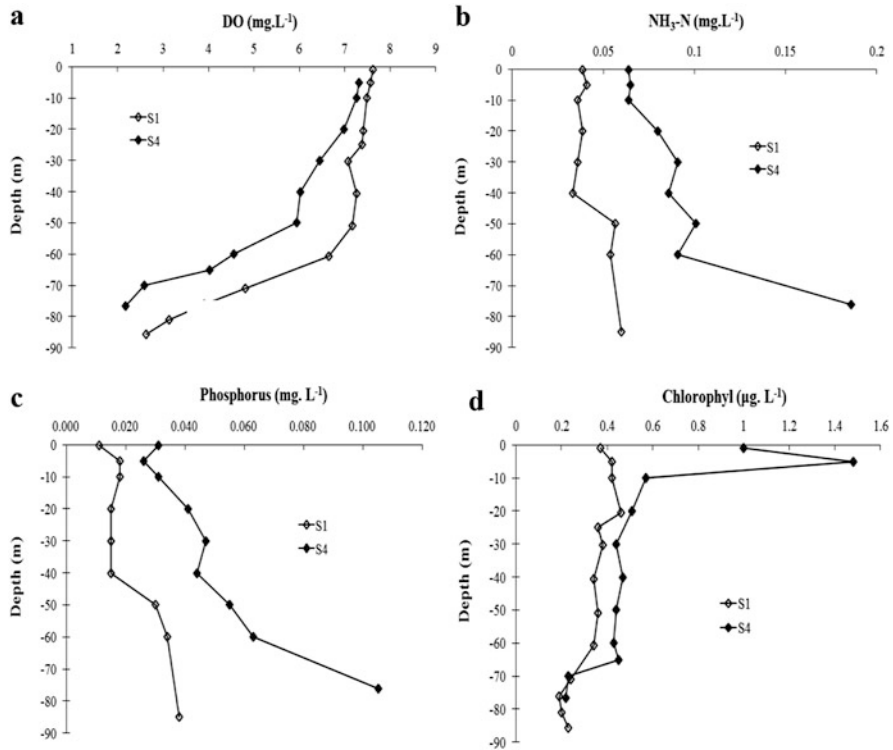 a
DO (mg.L-1)
1 2 3 4 5 6 7 8 9
0
-10
-20
-30
-40
-50
-60
-70
-80
-90
Depth (m)
S1
S4
b
NH3-N (mg.L-1)
0 0.05 0.1 0.15 0.2
0
-10
-20
-30
-40
-50
-60
-70
-80
-90
Depth (m)
S1
S4
c
Phosphorus (mg. L-1)
0.000 0.020 0.040 0.060 0.080 0.100 0.120
0
-10
-20
-30
-40
-50
-60
-70
-80
-90
Depth (m)
S1
S4
d
Chlorophyl (µg. L-1)
0 0.2 0.4 0.6 0.8 1 1.2 1.4 1.6
0
-10
-20
-30
-40
-50
-60
-70
-80
-90
Depth (m)
S1
S4